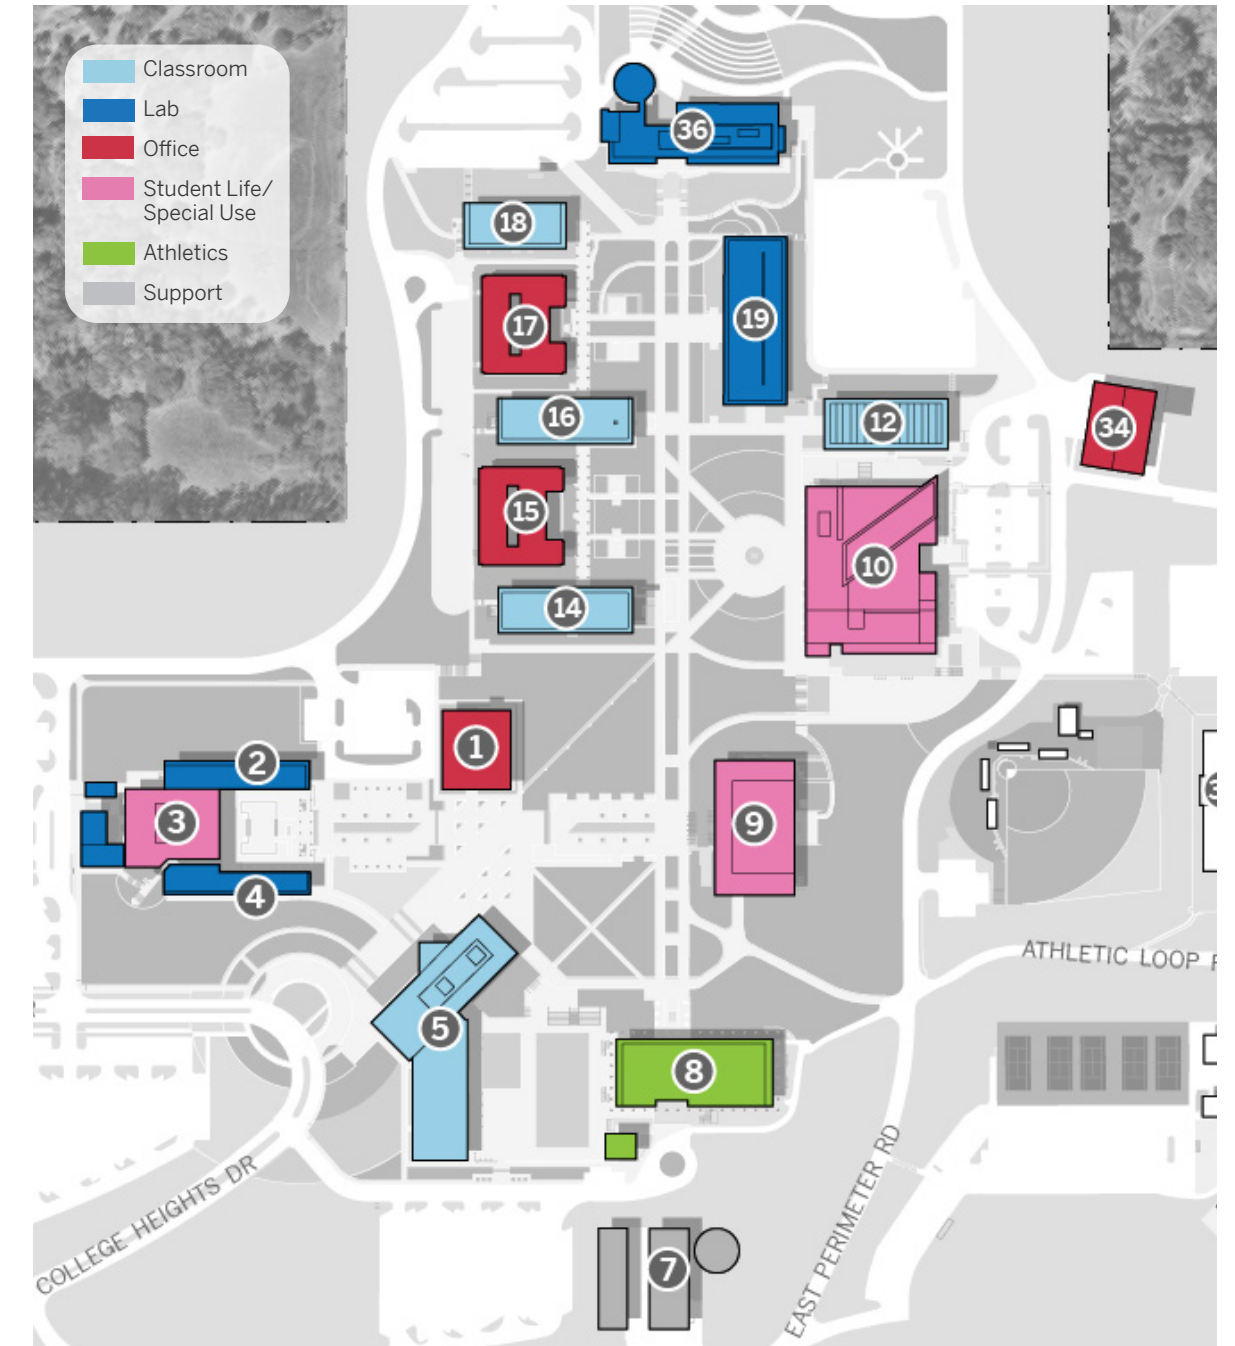 Classroom
Lab
Office
Student Life/
Special Use
Athletics
Support
36
18
17
19
16
12
34
15
10
14
1
2
3
9
4
ATHLETIC LOOP
5
8
COLLEGE HEIGHTS DR
EAST PERIMETER RD
7